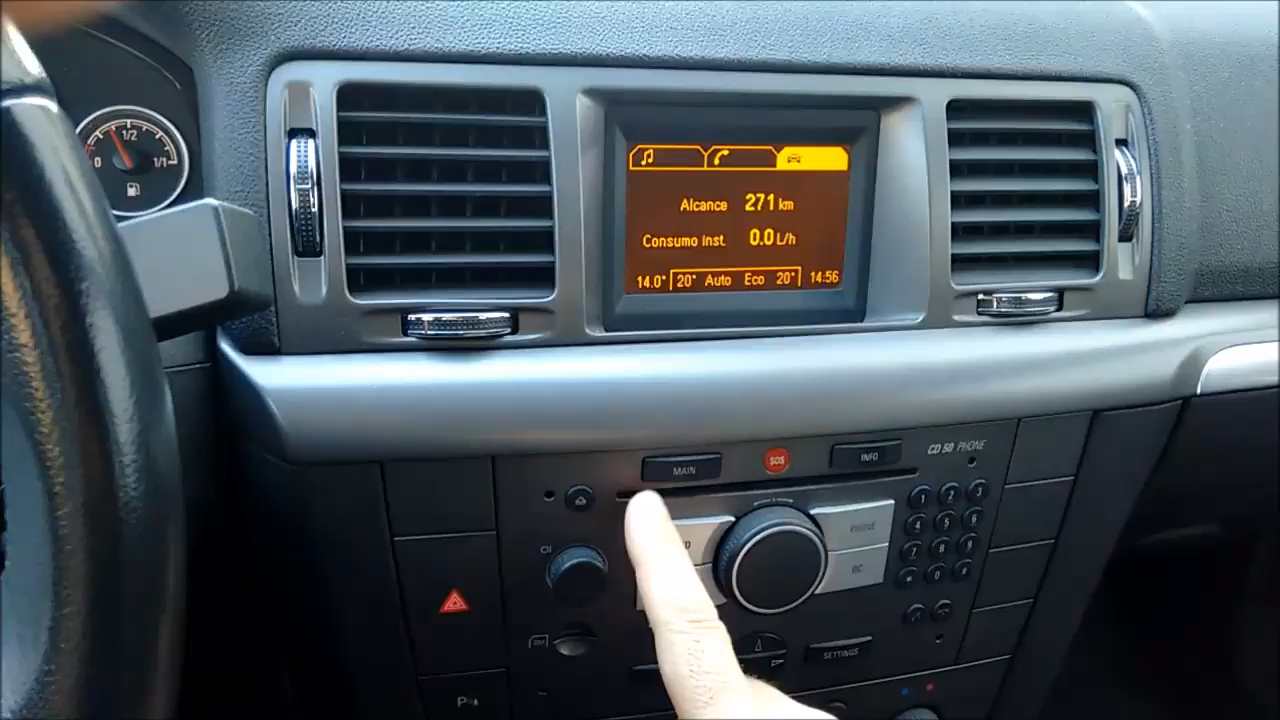 1/2
0
1/1
Alcance 271 km
Consumo inst. 0.0 L/h
14.0° 20° Auto Eco 20° 14:56
MAIN
SOS
INFO
CD 50 PHONE
1 2 3
4 5 6
7 8 9
* 0 #
PHONE
BC
SETTINGS